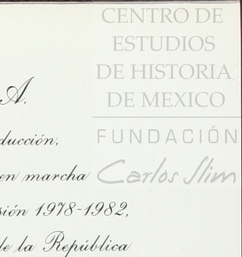 CENTRO DE
ESTUDIOS
DE HISTORIA
DE MEXICO
FUNDACIÓN
Carlos Slim
A.
ducción,
en marcha
sión 1978-1982,
de la República